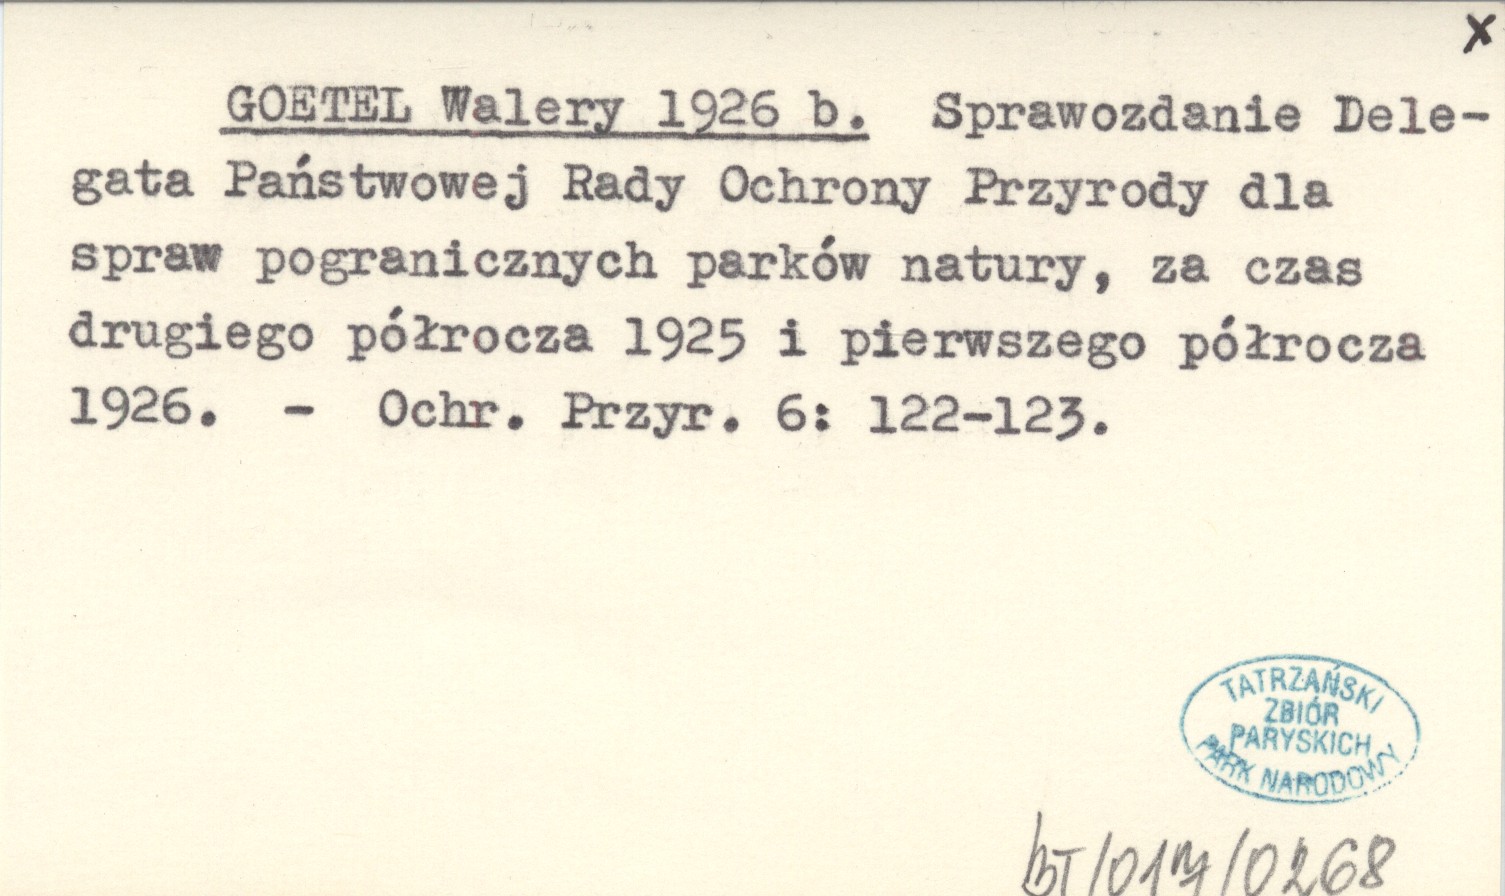 x
GOETEL Walery 1926 b. Sprawozdanie Dele-
gata Państwowej Rady Ochrony Przyrody dla
spraw pogranicznych parków natury, za czas
drugiego półrocza 1925 i pierwszego półrocza
1926. - Ochr. Przyr. 6: 122-123.
TATRZAŃSKI
ZBIÓR
PARYSKICH
PARK NARODOWY
BT/017/0268